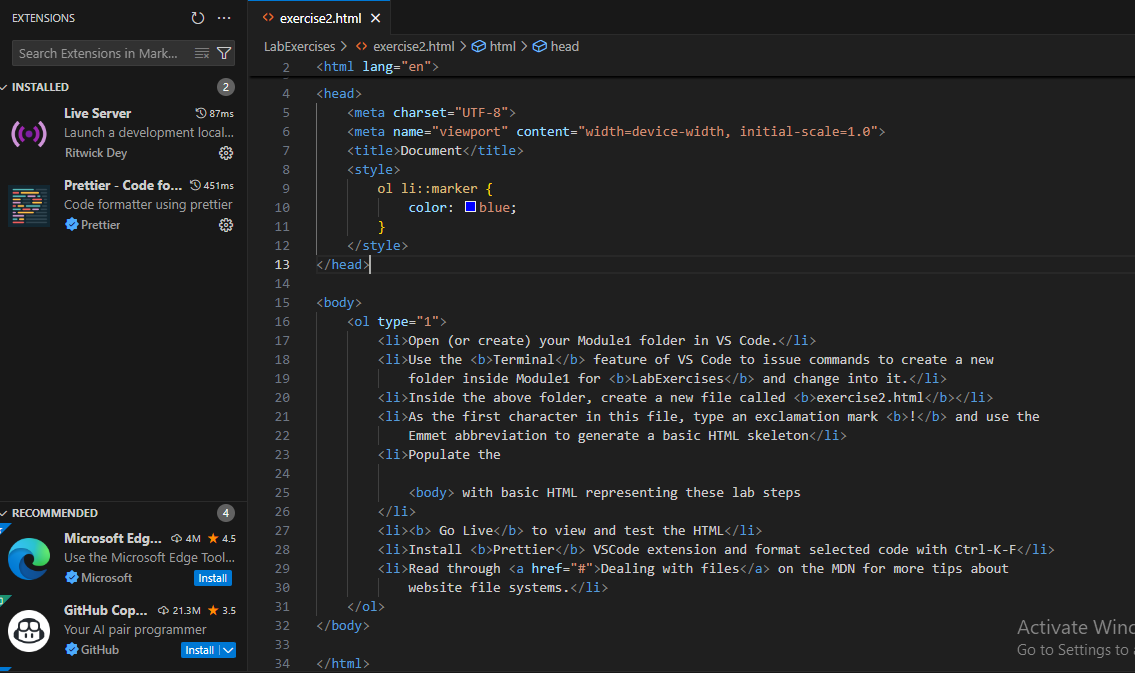 EXTENSIONS
Search Extensions in Mark...
INSTALLED 2
Live Server 87ms
Launch a development local...
Ritwick Dey
Prettier - Code fo... 451ms
Code formatter using prettier
Prettier
RECOMMENDED 4
Microsoft Edg... 4M 4.5
Use the Microsoft Edge Tool...
Microsoft Install
GitHub Cop... 21.3M 3.5
Your AI pair programmer
GitHub Install
exercise2.html
LabExercises > exercise2.html > html > head
2 <html lang="en">
4 <head>
5 <meta charset="UTF-8">
6 <meta name="viewport" content="width=device-width, initial-scale=1.0">
7 <title>Document</title>
8 <style>
9 ol li::marker {
10 color: blue;
11 }
12 </style>
13 </head>
14
15 <body>
16 <ol type="1">
17 <li>Open (or create) your Module1 folder in VS Code.</li>
18 <li>Use the <b>Terminal</b> feature of VS Code to issue commands to create a new
19 folder inside Module1 for <b>LabExercises</b> and change into it.</li>
20 <li>Inside the above folder, create a new file called <b>exercise2.html</b></li>
21 <li>As the first character in this file, type an exclamation mark <b>!</b> and use the
22 Emmet abbreviation to generate a basic HTML skeleton</li>
23 <li>Populate the
24
25 <body> with basic HTML representing these lab steps
26 </li>
27 <li><b> Go Live</b> to view and test the HTML</li>
28 <li>Install <b>Prettier</b> VSCode extension and format selected code with Ctrl-K-F</li>
29 <li>Read through <a href="#">Dealing with files</a> on the MDN for more tips about
30 website file systems.</li>
31 </ol>
32 </body>
33
34 </html>
Activate Winc
Go to Settings to